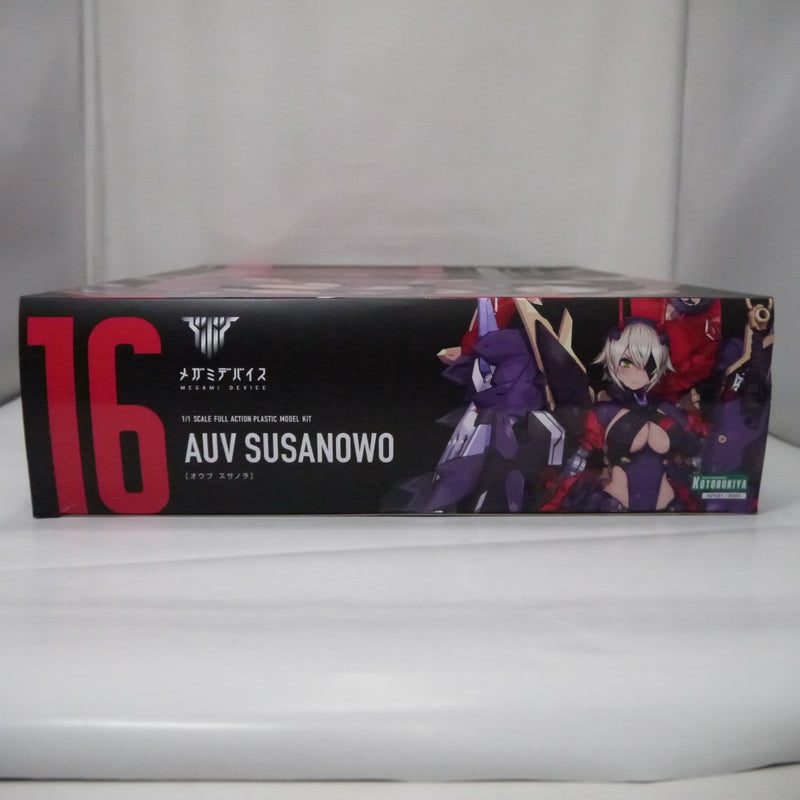 16
メガミデバイス
MEGAMI DEVICE
1/1 SCALE FULL ACTION PLASTIC MODEL KIT
AUV SUSANOWO
[オウブ スサノヲ]
KOTOBUKIYA